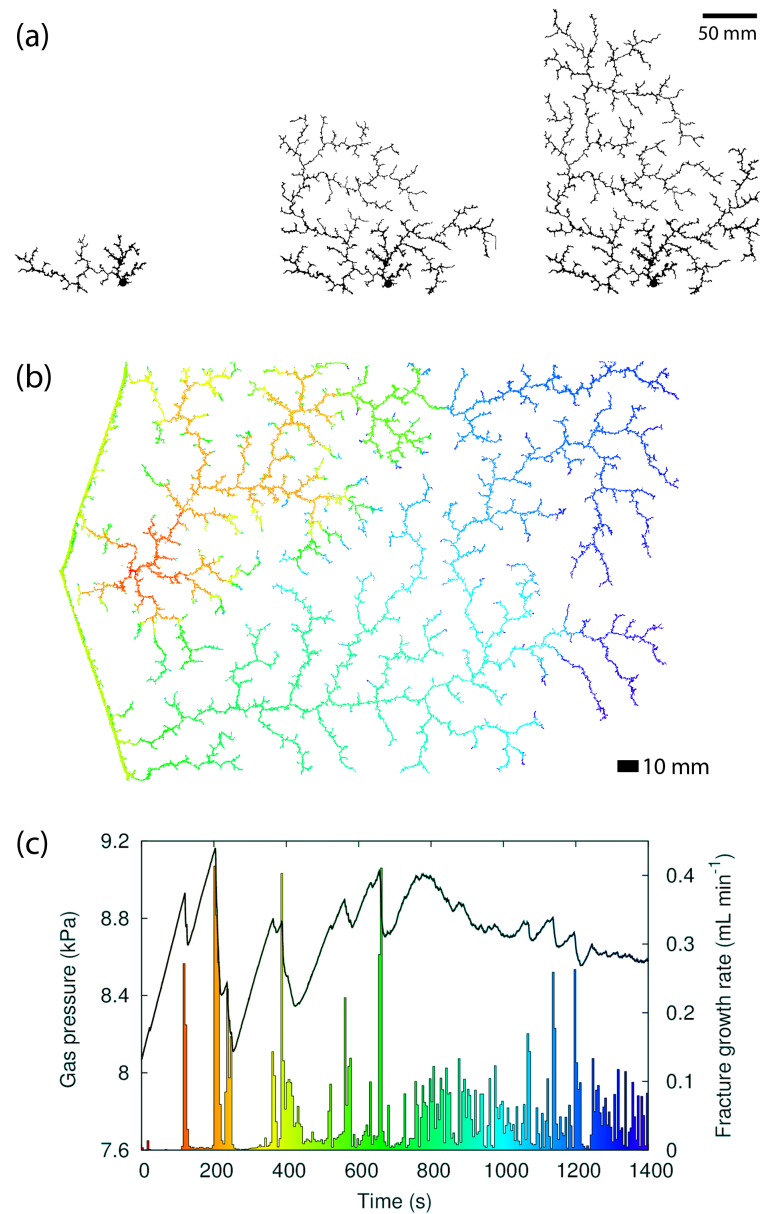 (a)
50 mm
(b)
10 mm
(c)
9.2
8.8
8.4
8
7.6
Gas pressure (kPa)
0.4
0.3
0.2
0.1
0
Fracture growth rate (mL min-1)
0 200 400 600 800 1000 1200 1400
Time (s)